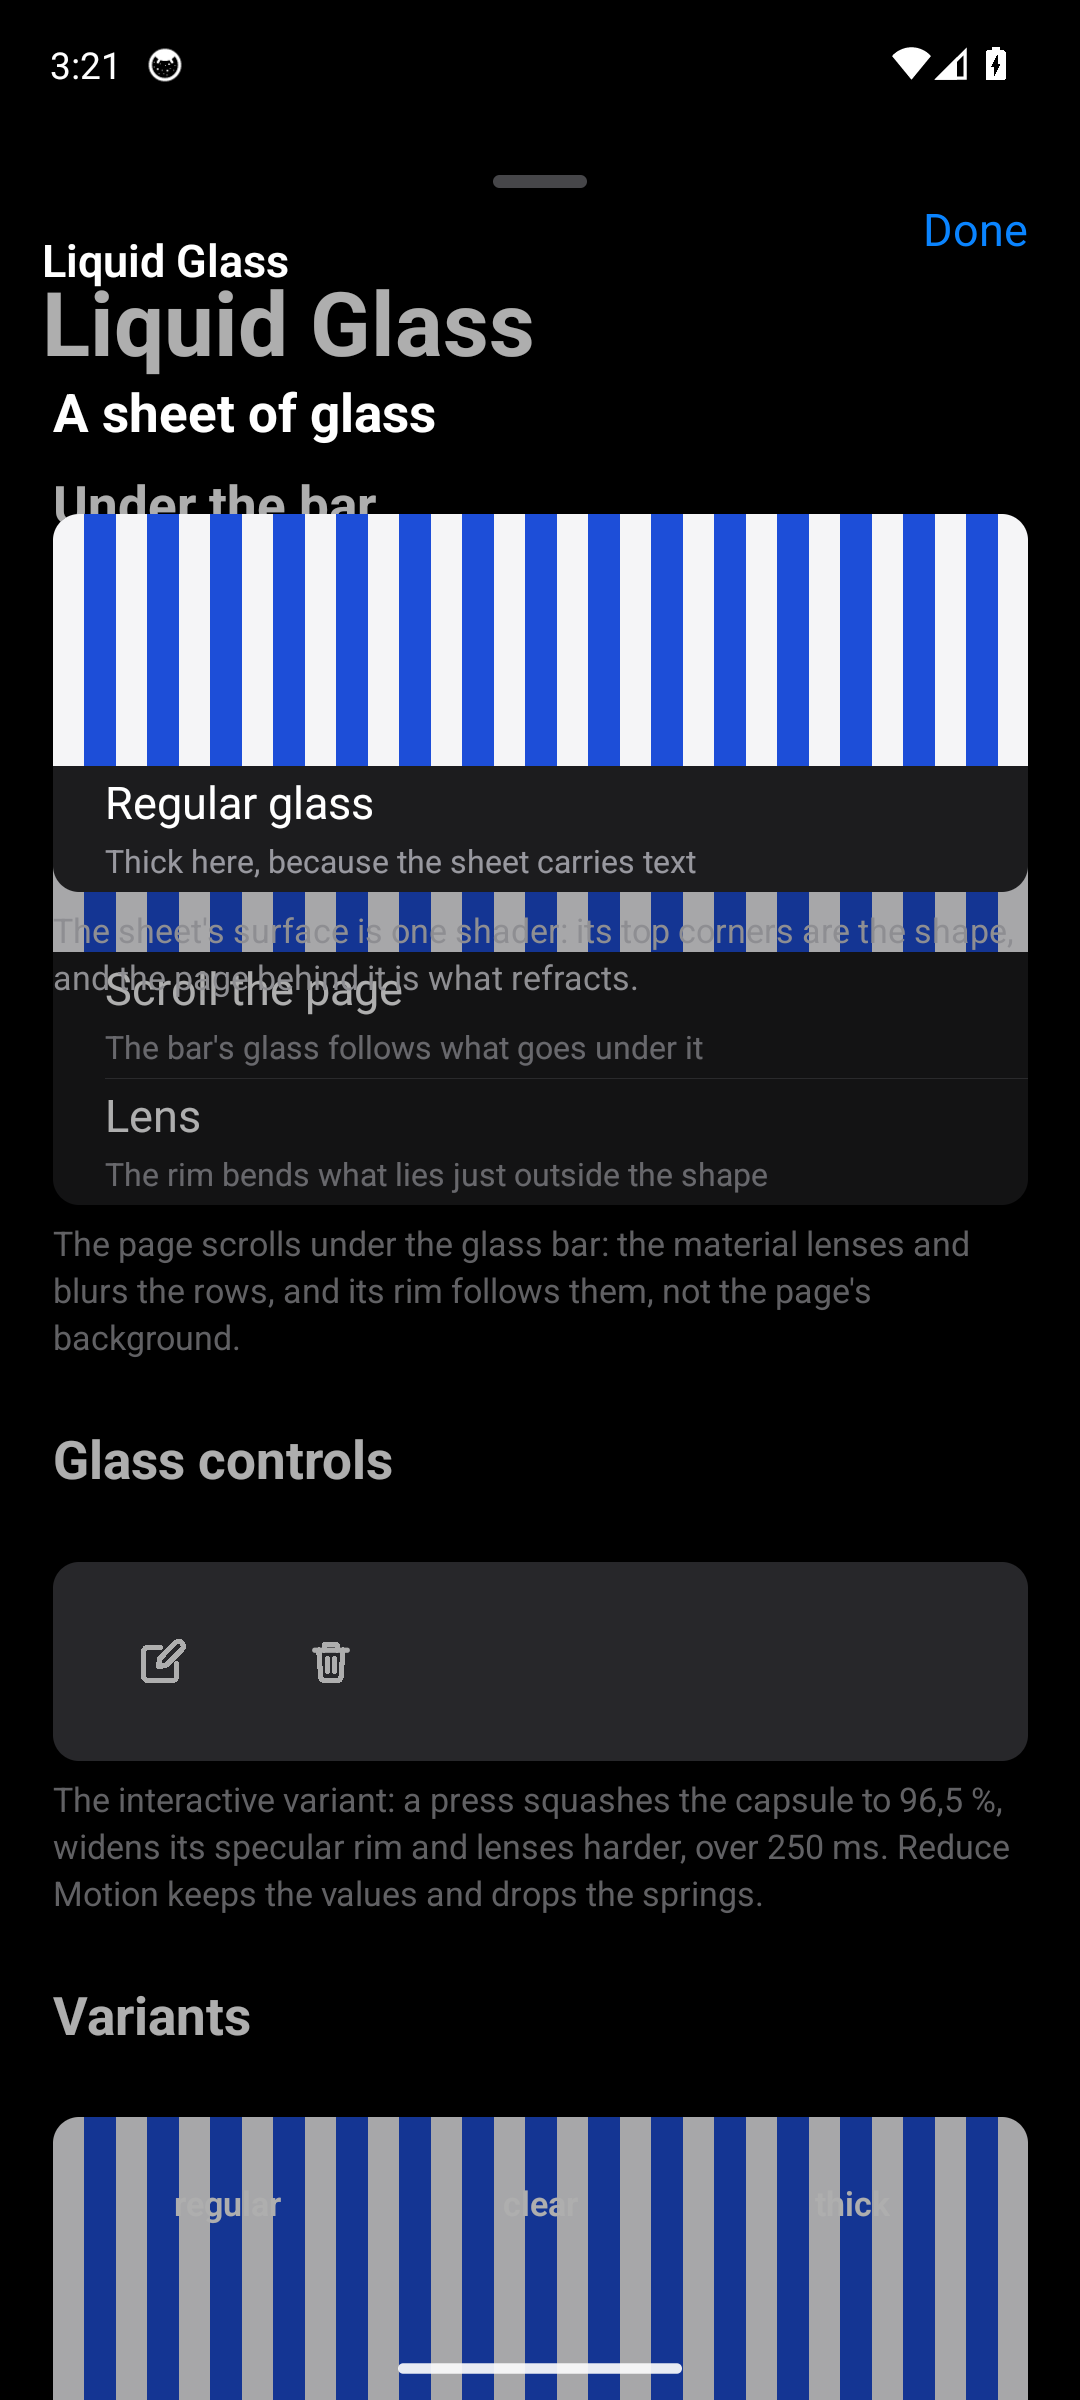 3:21
Done
Liquid Glass
Liquid Glass
A sheet of glass
Under the bar
Regular glass
Thick here, because the sheet carries text
The sheet's surface is one shader: its top corners are the shape,
and the page behind it is what refracts.
Scroll the page
The bar's glass follows what goes under it
Lens
The rim bends what lies just outside the shape
The page scrolls under the glass bar: the material lenses and
blurs the rows, and its rim follows them, not the page's
background.
Glass controls
The interactive variant: a press squashes the capsule to 96,5 %,
widens its specular rim and lenses harder, over 250 ms. Reduce
Motion keeps the values and drops the springs.
Variants
regular
clear
thick